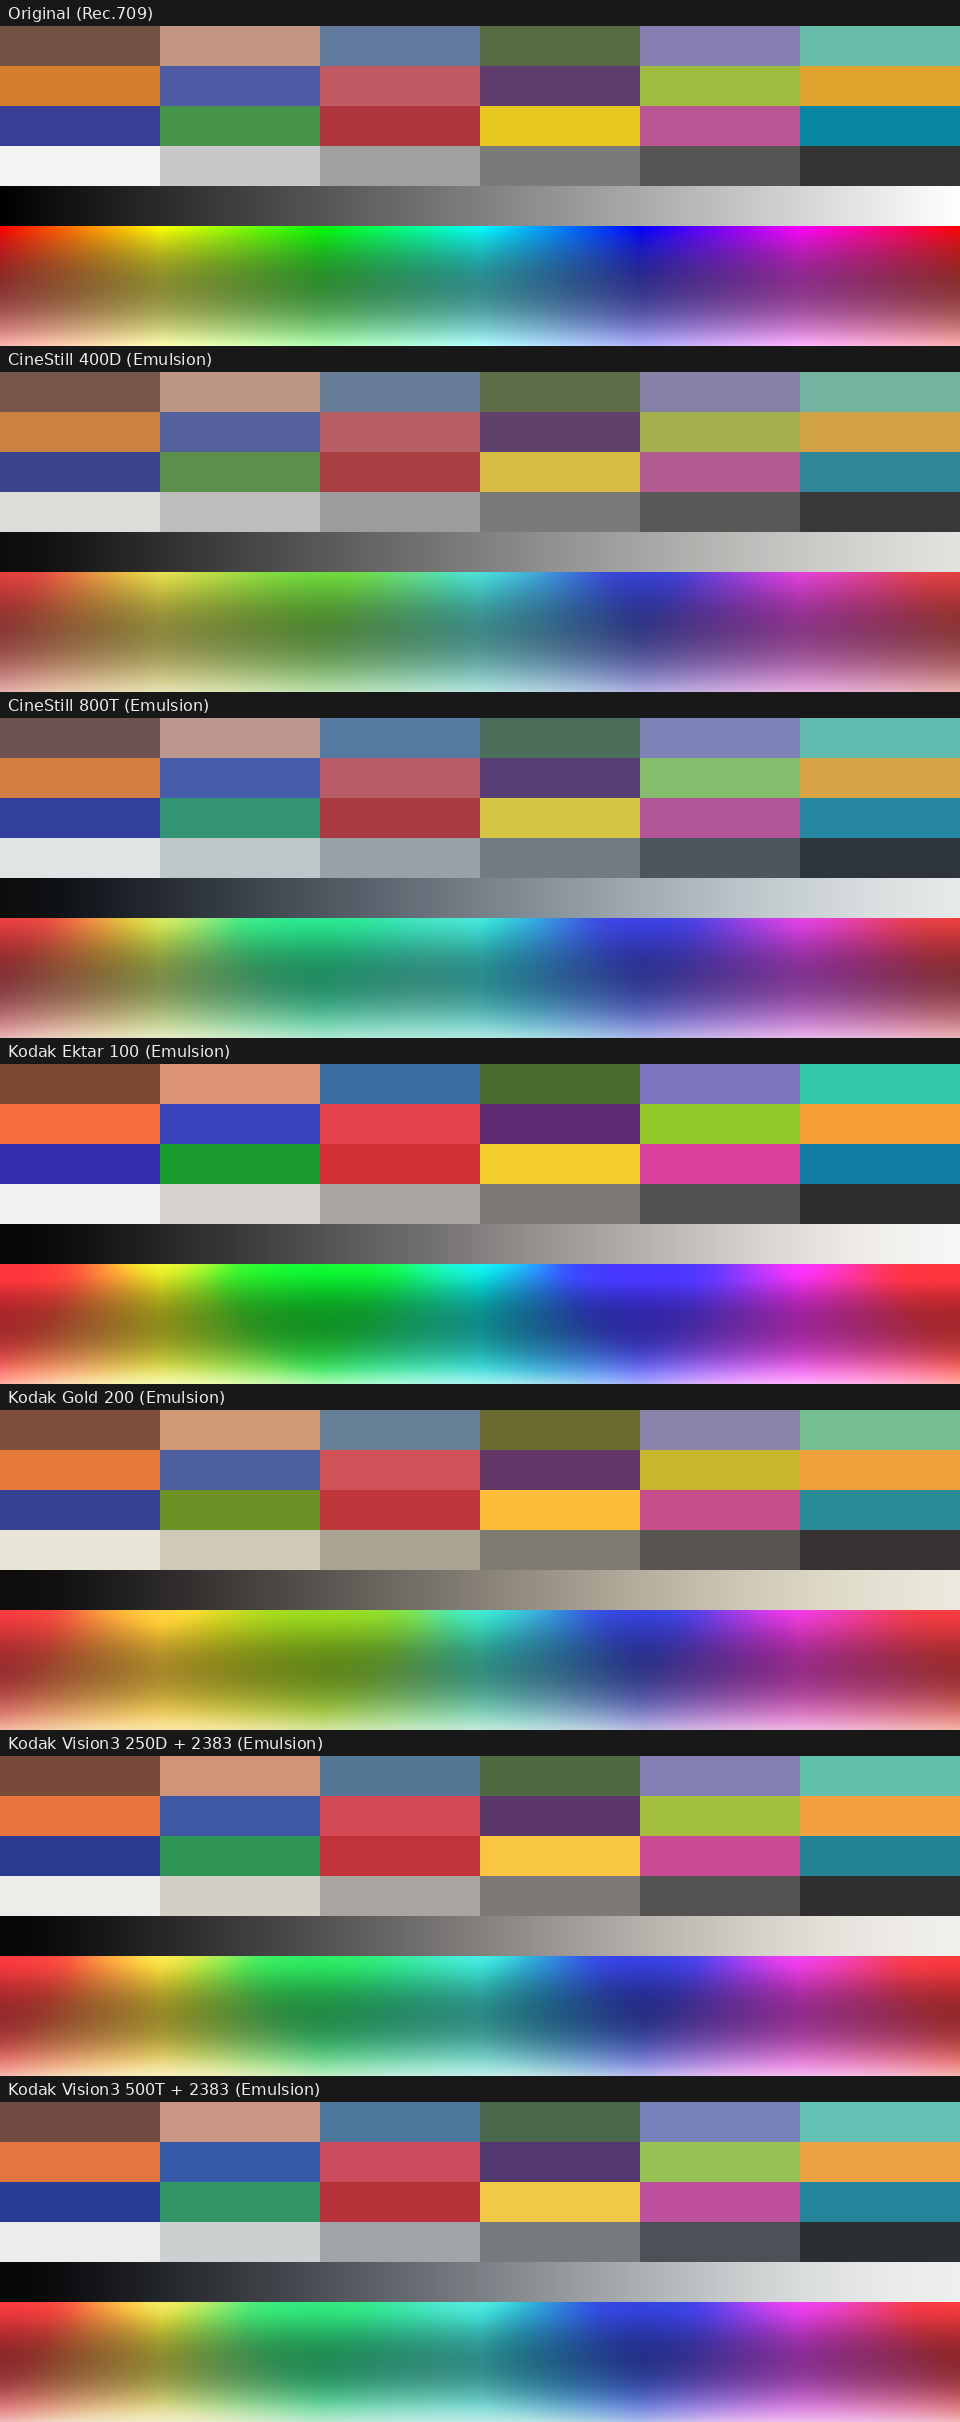 Original (Rec.709)
CineStill 400D (Emulsion)
CineStill 800T (Emulsion)
Kodak Ektar 100 (Emulsion)
Kodak Gold 200 (Emulsion)
Kodak Vision3 250D + 2383 (Emulsion)
Kodak Vision3 500T + 2383 (Emulsion)